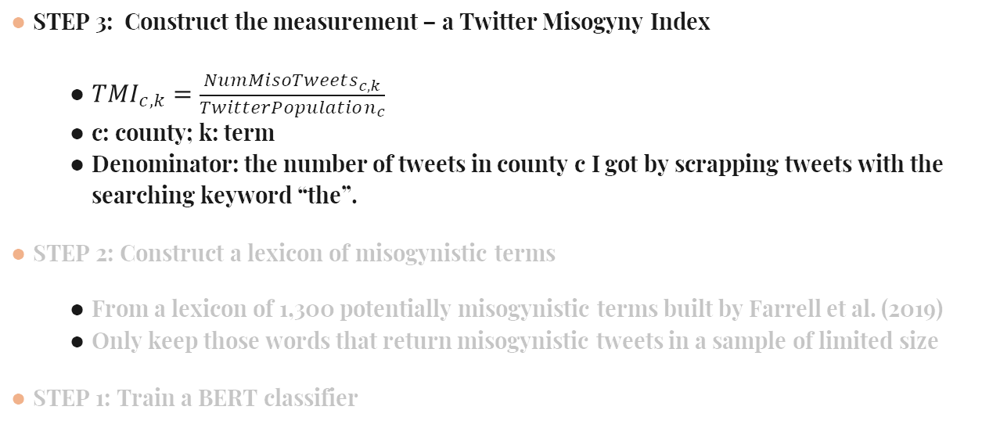 STEP 3: Construct the measurement – a Twitter Misogyny Index
TMI_{c,k} = \frac{NumMisoTweets_{c,k}}{TwitterPopulation_c}
c: county; k: term
Denominator: the number of tweets in county c I got by scrapping tweets with the
searching keyword “the”.
STEP 2: Construct a lexicon of misogynistic terms
From a lexicon of 1,300 potentially misogynistic terms built by Farrell et al. (2019)
Only keep those words that return misogynistic tweets in a sample of limited size
STEP 1: Train a BERT classifier